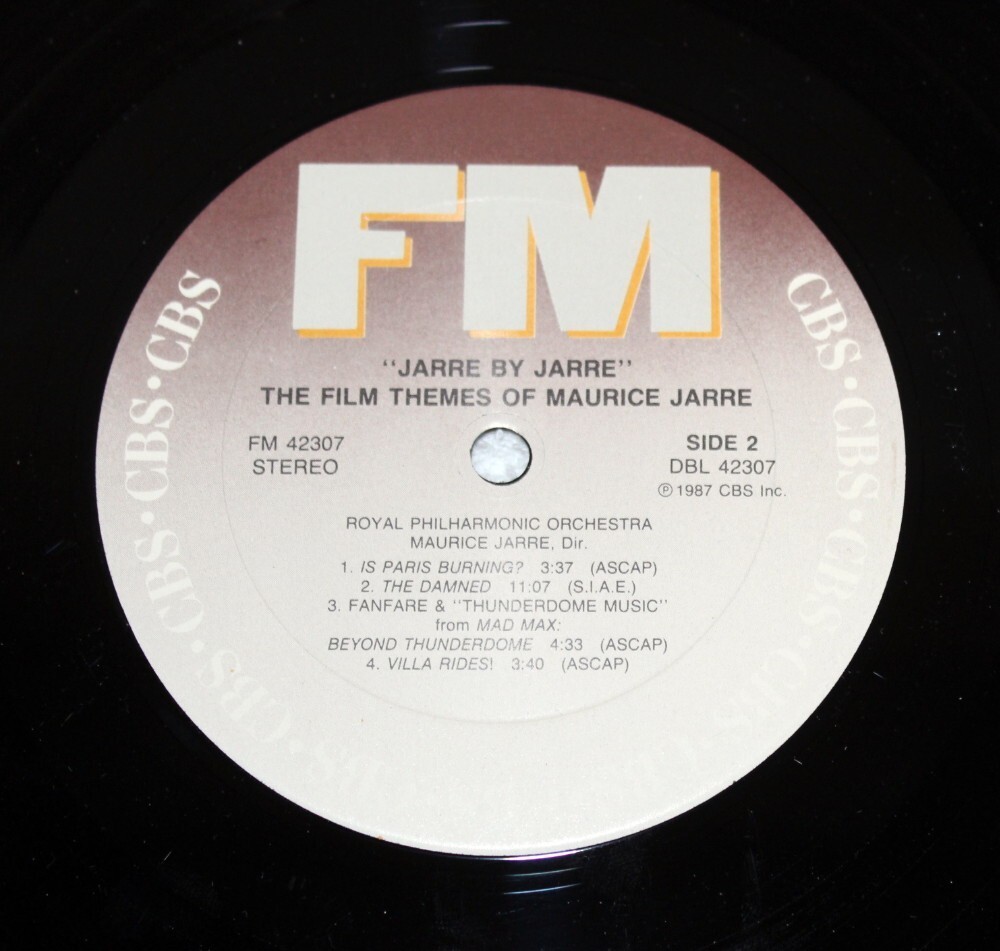 FM
"JARRE BY JARRE"
THE FILM THEMES OF MAURICE JARRE
FM 42307
STEREO
SIDE 2
DBL 42307
Ⓟ 1987 CBS Inc.
ROYAL PHILHARMONIC ORCHESTRA
MAURICE JARRE, Dir.
1. IS PARIS BURNING? 3:37 (ASCAP)
2. THE DAMNED 11:07 (S.I.A.E.)
3. FANFARE & "THUNDERDOME MUSIC"
from MAD MAX:
BEYOND THUNDERDOME 4:33 (ASCAP)
4. VILLA RIDES! 3:40 (ASCAP)
CBS • CBS • CBS • CBS • CBS
CBS • CBS • CBS • CBS